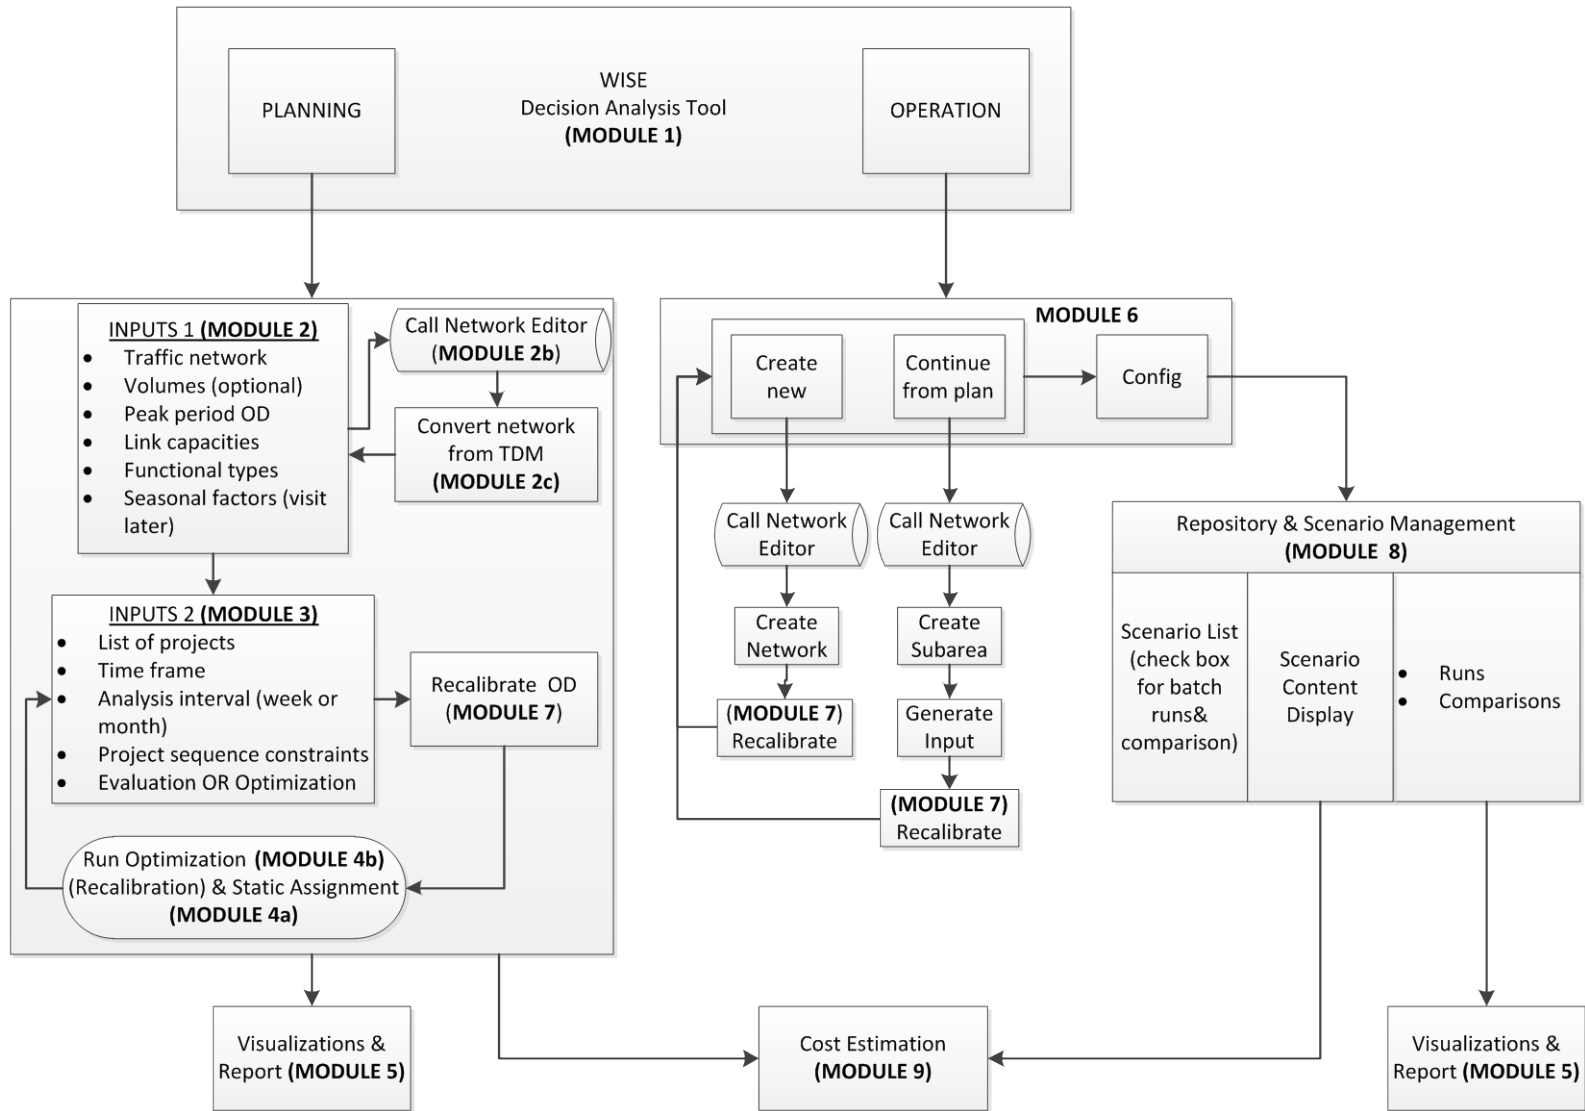 PLANNING
WISE
Decision Analysis Tool
(MODULE 1)
OPERATION
INPUTS 1 (MODULE 2)
• Traffic network
• Volumes (optional)
• Peak period OD
• Link capacities
• Functional types
• Seasonal factors (visit
later)
Call Network Editor
(MODULE 2b)
Convert network
from TDM
(MODULE 2c)
INPUTS 2 (MODULE 3)
• List of projects
• Time frame
• Analysis interval (week or
month)
• Project sequence constraints
• Evaluation OR Optimization
Recalibrate OD
(MODULE 7)
Run Optimization (MODULE 4b)
(Recalibration) & Static Assignment
(MODULE 4a)
Visualizations &
Report (MODULE 5)
MODULE 6
Create
new
Continue
from plan
Config
Call Network
Editor
Create
Network
(MODULE 7)
Recalibrate
Call Network
Editor
Create
Subarea
Generate
Input
(MODULE 7)
Recalibrate
Repository & Scenario Management
(MODULE 8)
Scenario List
(check box
for batch
runs&
comparison)
Scenario
Content
Display
• Runs
• Comparisons
Cost Estimation
(MODULE 9)
Visualizations &
Report (MODULE 5)